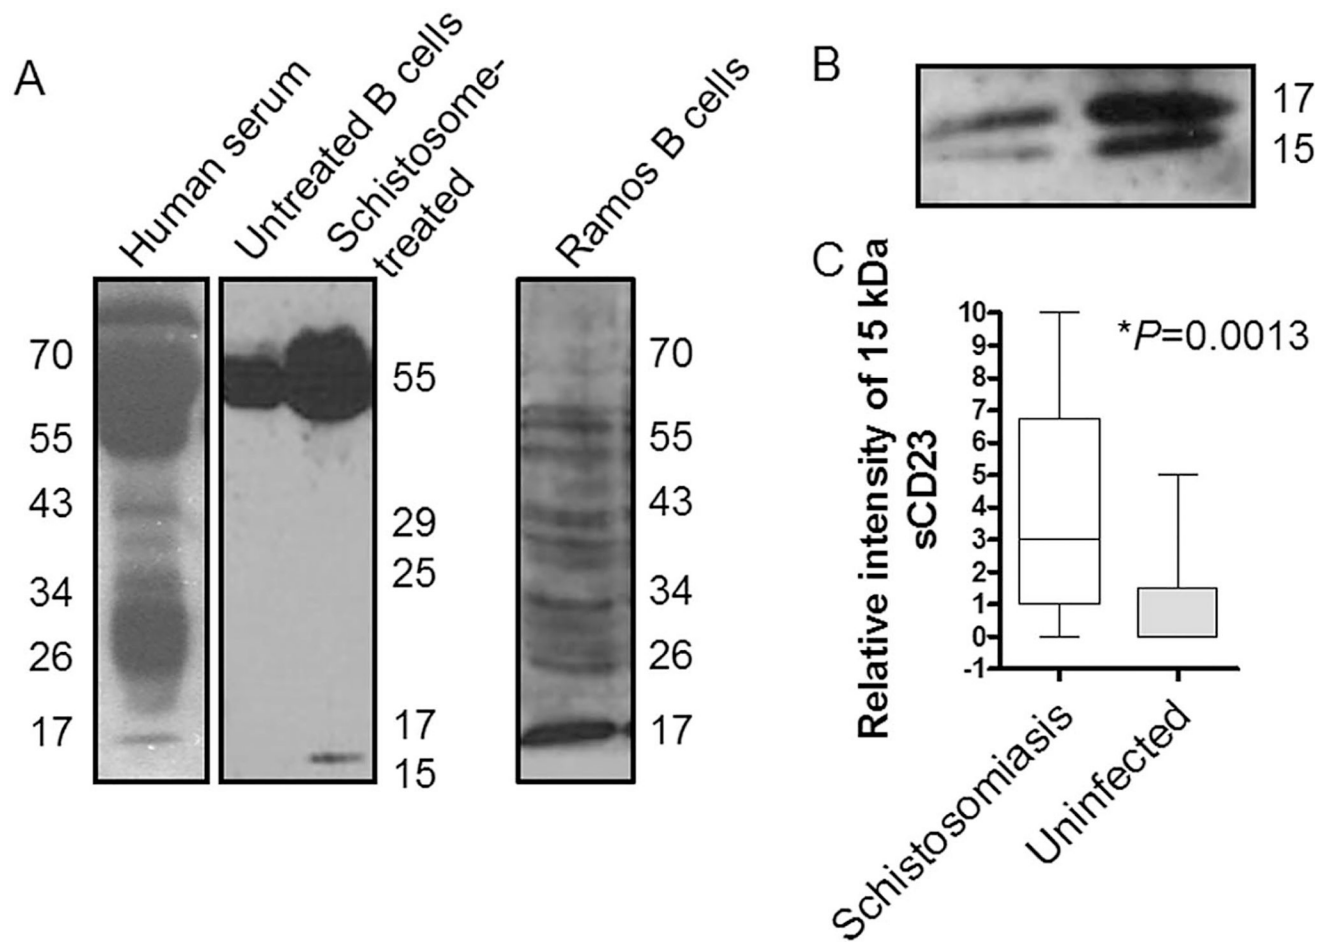 A
Human serum
Untreated B cells
Schistosome-
treated
Ramos B cells
70
55
43
34
26
17
55
29
25
17
15
70
55
43
34
26
17
B
17
15
C
Relative intensity of 15 kDa
sCD23
10
9
8
7
6
5
4
3
2
1
0
-1
*P=0.0013
Schistosomiasis
Uninfected